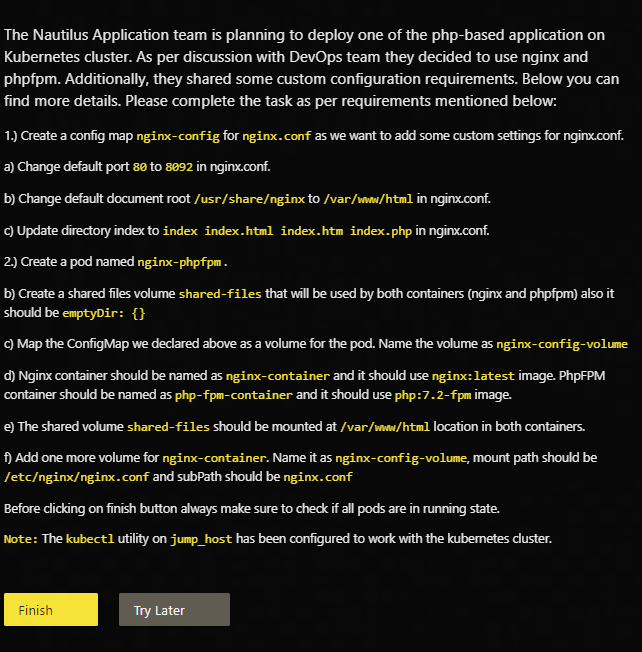 The Nautilus Application team is planning to deploy one of the php-based application on
Kubernetes cluster. As per discussion with DevOps team they decided to use nginx and
phpfpm. Additionally, they shared some custom configuration requirements. Below you can
find more details. Please complete the task as per requirements mentioned below:
1.) Create a config map nginx-config for nginx.conf as we want to add some custom settings for nginx.conf.
a) Change default port 80 to 8092 in nginx.conf.
b) Change default document root /usr/share/nginx to /var/www/html in nginx.conf.
c) Update directory index to index index.html index.htm index.php in nginx.conf.
2.) Create a pod named nginx-phpfpm .
b) Create a shared files volume shared-files that will be used by both containers (nginx and phpfpm) also it
should be emptyDir: {}
c) Map the ConfigMap we declared above as a volume for the pod. Name the volume as nginx-config-volume
d) Nginx container should be named as nginx-container and it should use nginx:latest image. PhpFPM
container should be named as php-fpm-container and it should use php:7.2-fpm image.
e) The shared volume shared-files should be mounted at /var/www/html location in both containers.
f) Add one more volume for nginx-container. Name it as nginx-config-volume, mount path should be
/etc/nginx/nginx.conf and subPath should be nginx.conf
Before clicking on finish button always make sure to check if all pods are in running state.
Note: The kubectl utility on jump_host has been configured to work with the kubernetes cluster.
Finish
Try Later